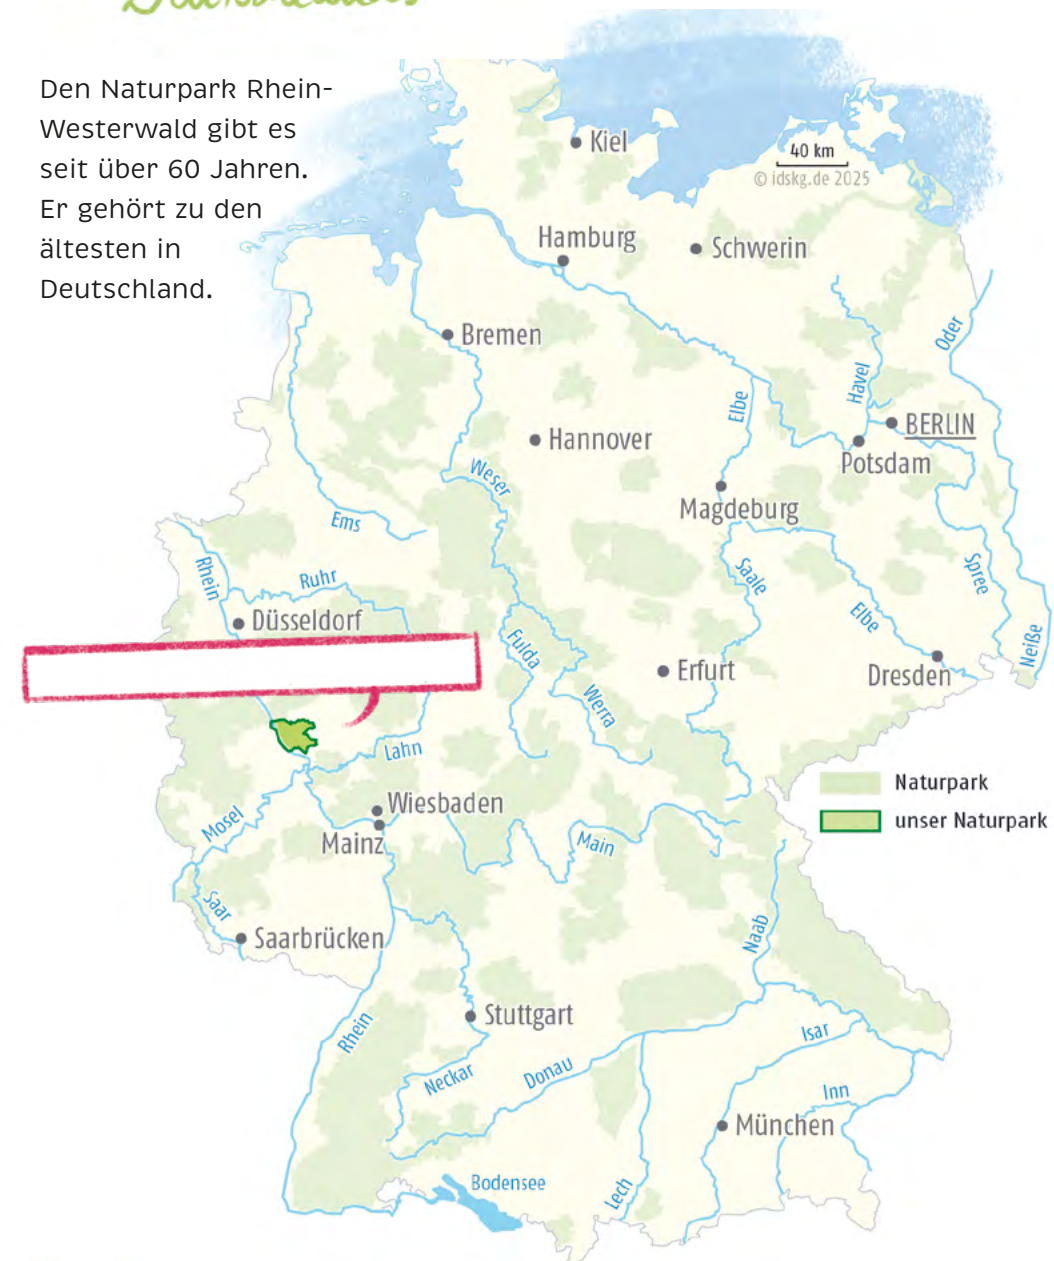 Den Naturpark Rhein-
Westerwald gibt es
seit über 60 Jahren.
Er gehört zu den
ältesten in
Deutschland.
Kiel
40 km
© idskg.de 2025
Hamburg
Schwerin
Bremen
Oder
Havel
Elbe
BERLIN
Hannover
Potsdam
Weser
Magdeburg
Ems
Rhein
Ruhr
Saale
Spree
Elbe
Düsseldorf
Fulda
Neiße
Erfurt
Dresden
Werra
Lahn
Naturpark
unser Naturpark
Wiesbaden
Mosel
Mainz
Main
Saar
Naab
Saarbrücken
Rhein
Stuttgart
Isar
Neckar
Donau
Inn
München
Bodensee
Lech